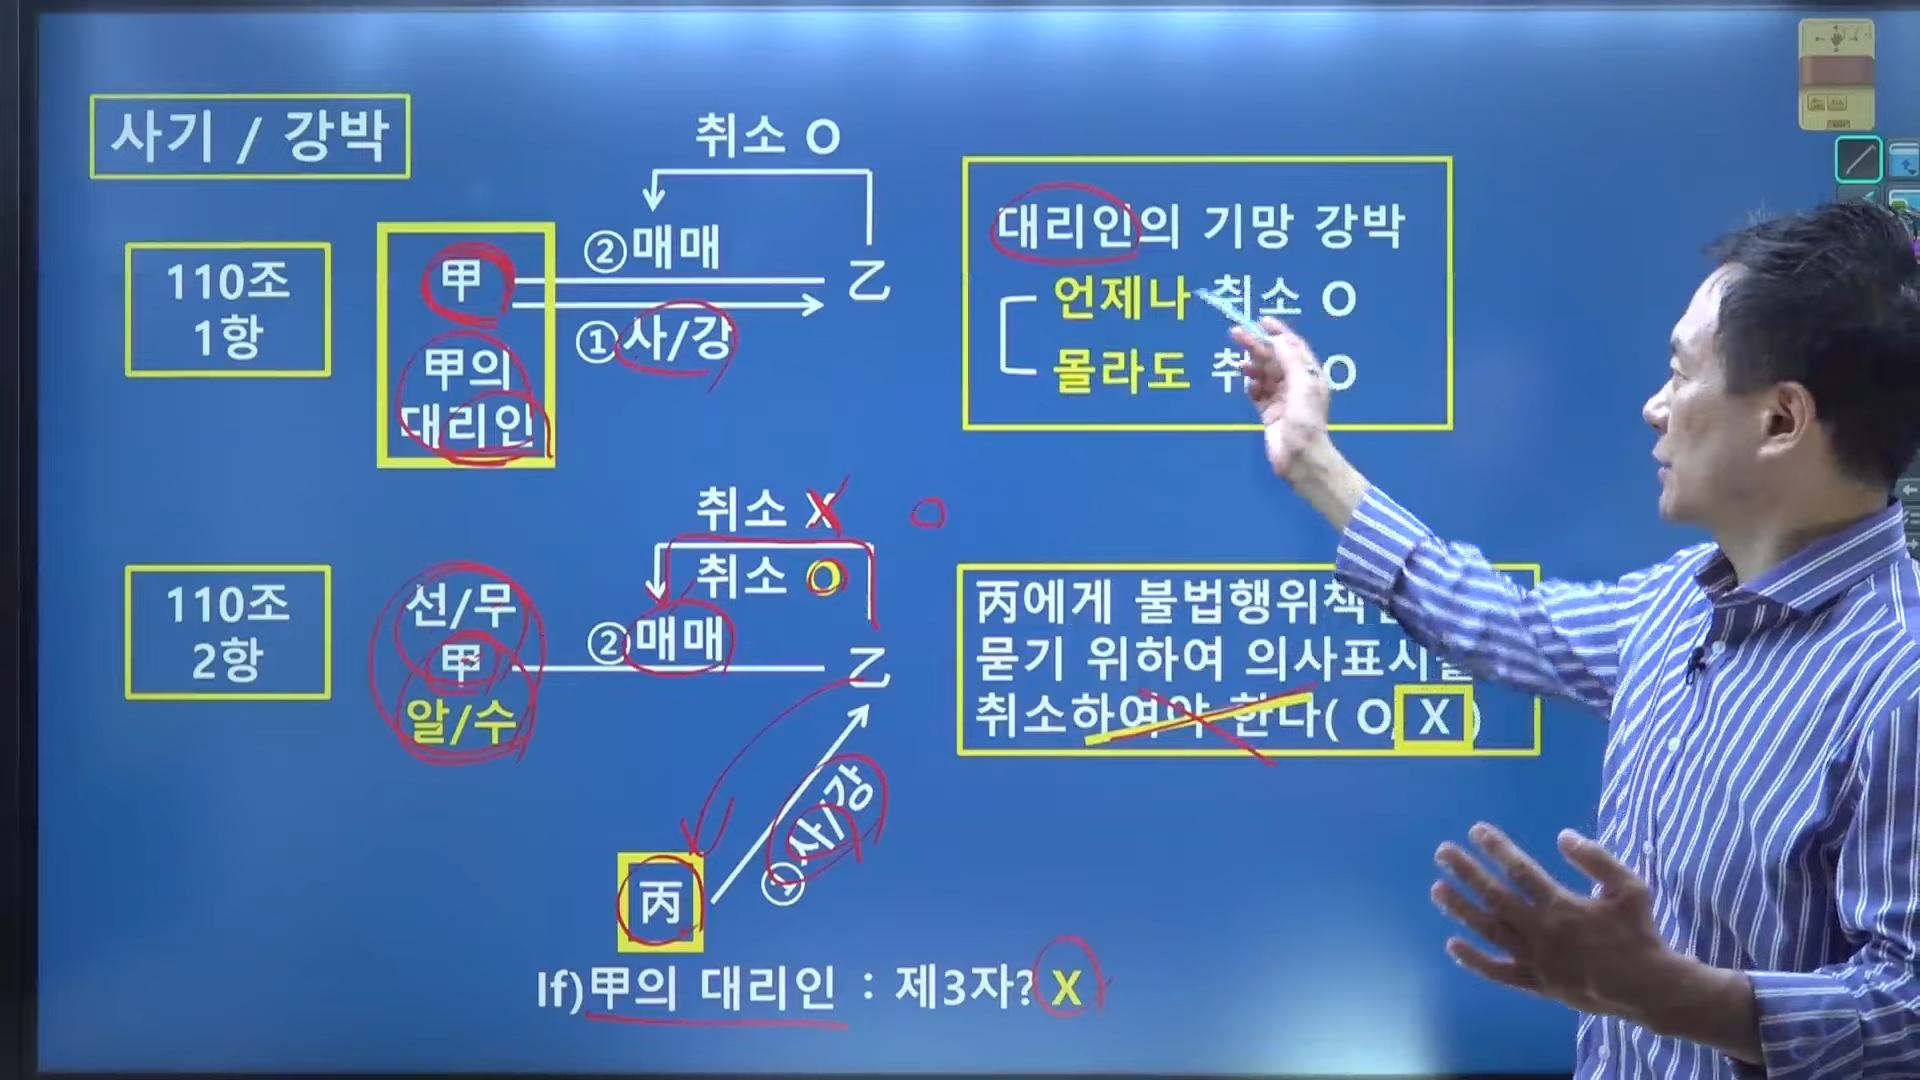 사기 / 강박
취소 O
110조
1항
甲
甲의
대리인
②매매
①사/강
乙
대리인의 기망 강박
언제나 취소 O
몰라도 취 O
취소 X O
취소 O
110조
2항
선/무
甲
알/수
②매매
乙
①사/강
丙
丙에게 불법행위책
묻기 위하여 의사표시를
취소하여야 한다( O, X )
If)甲의 대리인 : 제3자? X